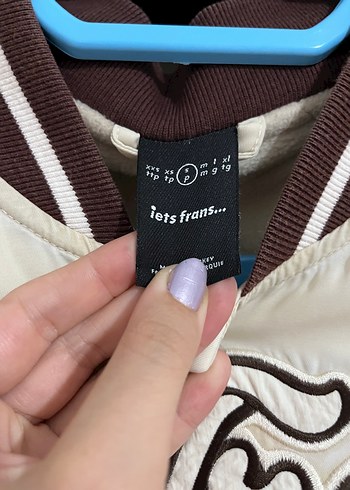 xxs xs s m l xl
ttp tp p m g tg
iets frans...